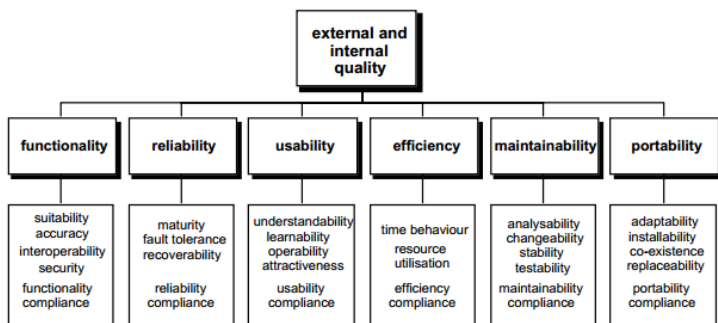 external and
internal
quality
functionality
reliability
usability
efficiency
maintainability
portability
suitability
accuracy
interoperability
security
functionality
compliance
maturity
fault tolerance
recoverability
reliability
compliance
understandability
learnability
operability
attractiveness
usability
compliance
time behaviour
resource
utilisation
efficiency
compliance
analysability
changeability
stability
testability
maintainability
compliance
adaptability
installability
co-existence
replaceability
portability
compliance